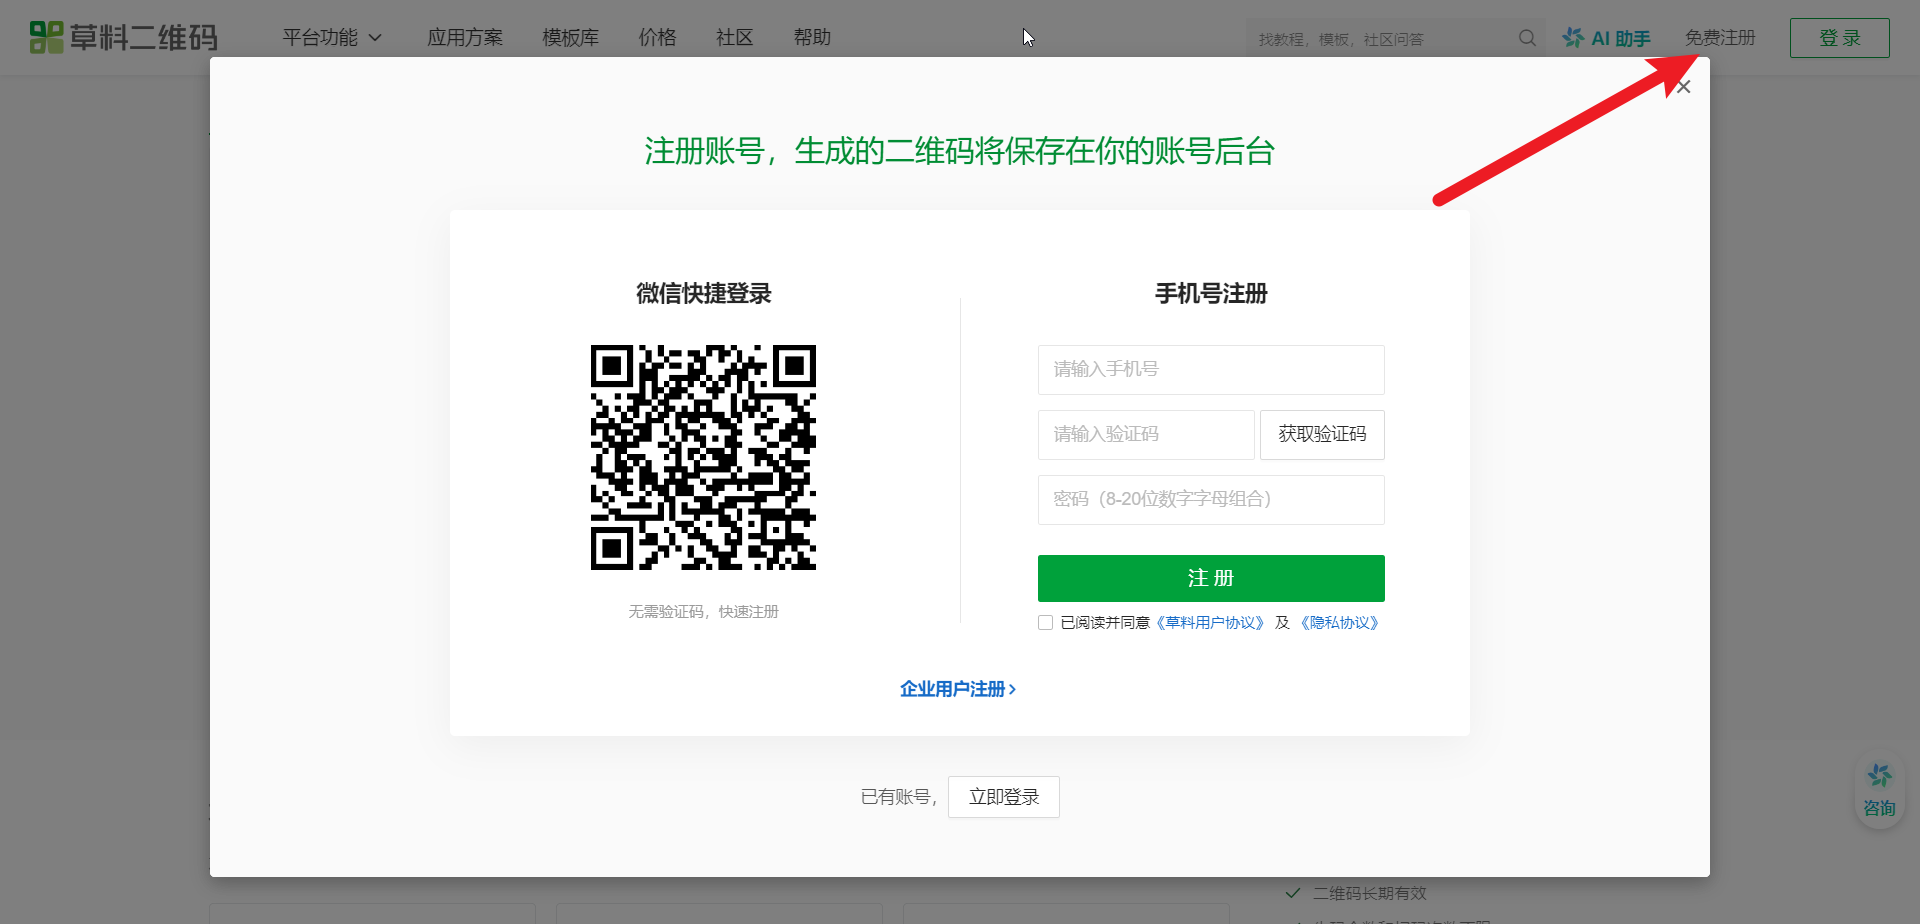 草料二维码
平台功能 应用方案 模板库 价格 社区 帮助 找教程，模板，社区问答 AI 助手 免费注册 登 录
注册账号，生成的二维码将保存在你的账号后台
微信快捷登录
无需验证码，快速注册
手机号注册
请输入手机号
请输入验证码 获取验证码
密码（8-20位数字字母组合）
注 册
已阅读并同意《草料用户协议》 及 《隐私协议》
企业用户注册
已有账号， 立即登录
咨询
二维码长期有效